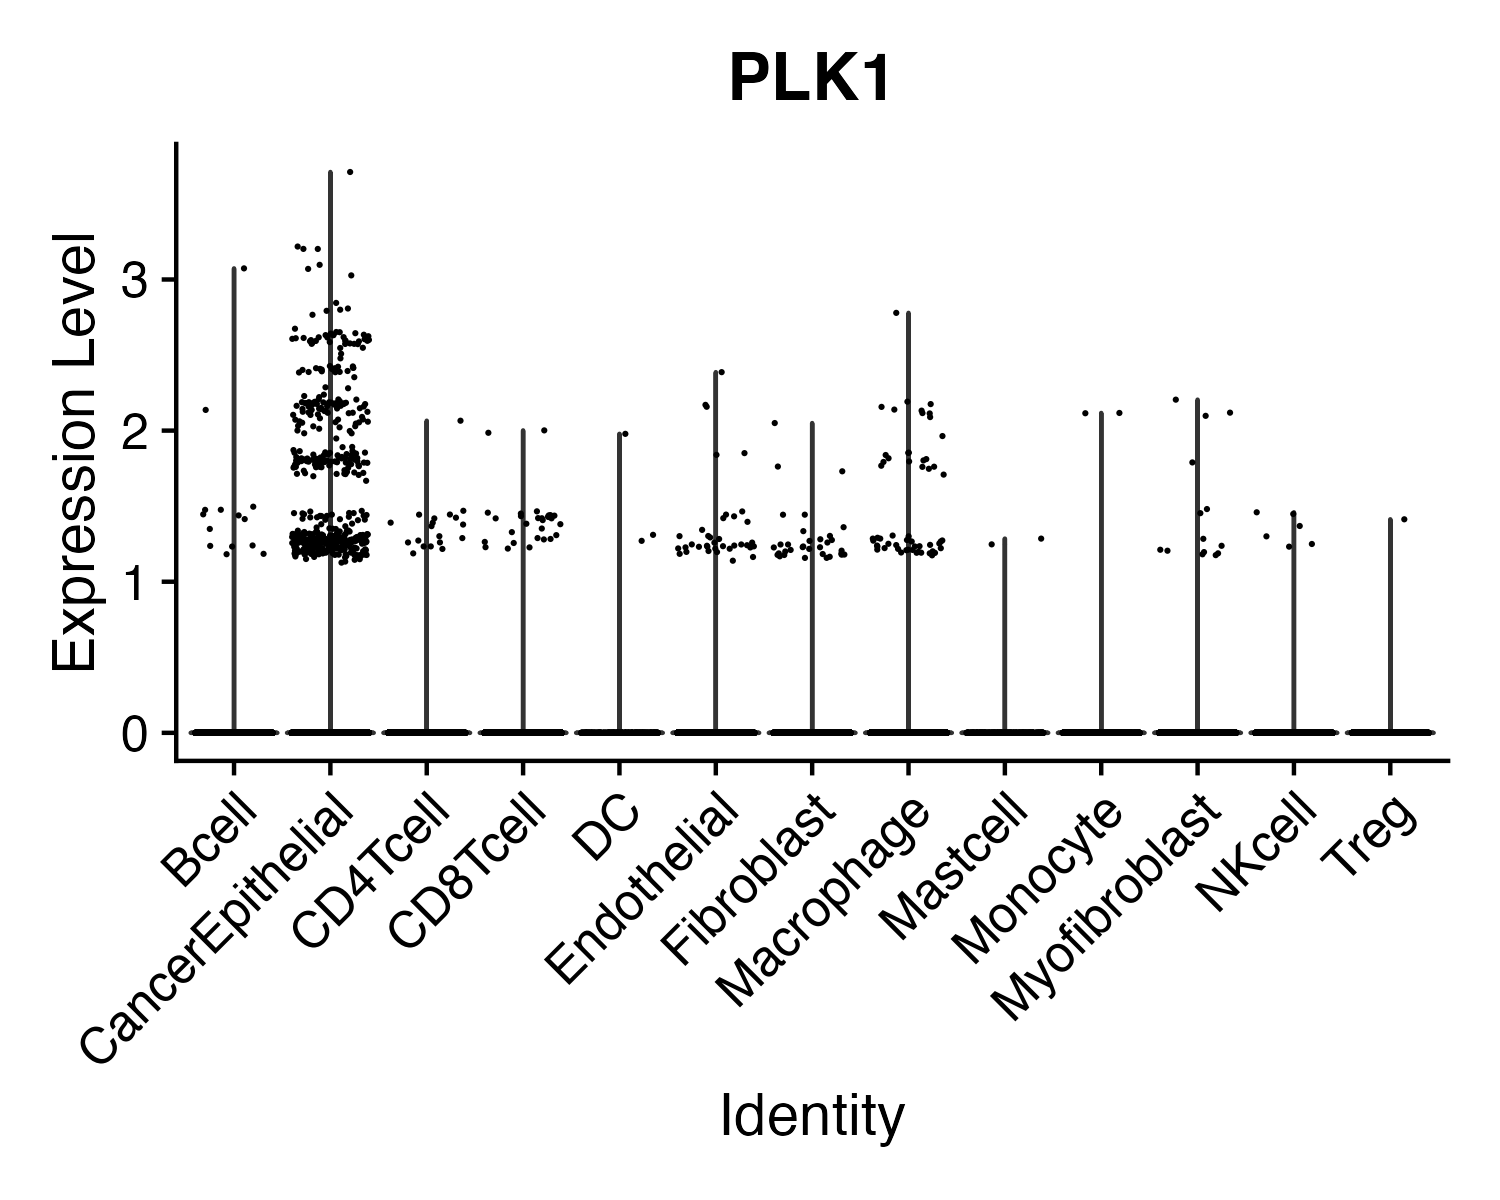 PLK1
Expression Level
3
2
1
0
Bcell
CancerEpithelial
CD4Tcell
CD8Tcell
DC
Endothelial
Fibroblast
Macrophage
Mastcell
Monocyte
Myofibroblast
NKcell
Treg
Identity